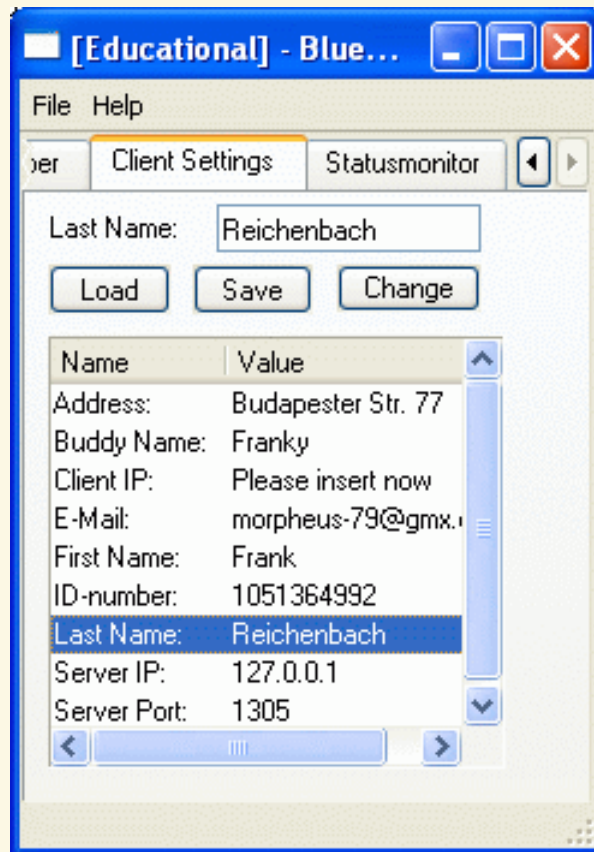 [Educational] - Blue...
File Help
ber Client Settings Statusmonitor
Last Name: Reichenbach
Load Save Change
Name Value
Address: Budapester Str. 77
Buddy Name: Franky
Client IP: Please insert now
E-Mail: morpheus-79@gmx.
First Name: Frank
ID-number: 1051364992
Last Name: Reichenbach
Server IP: 127.0.0.1
Server Port: 1305